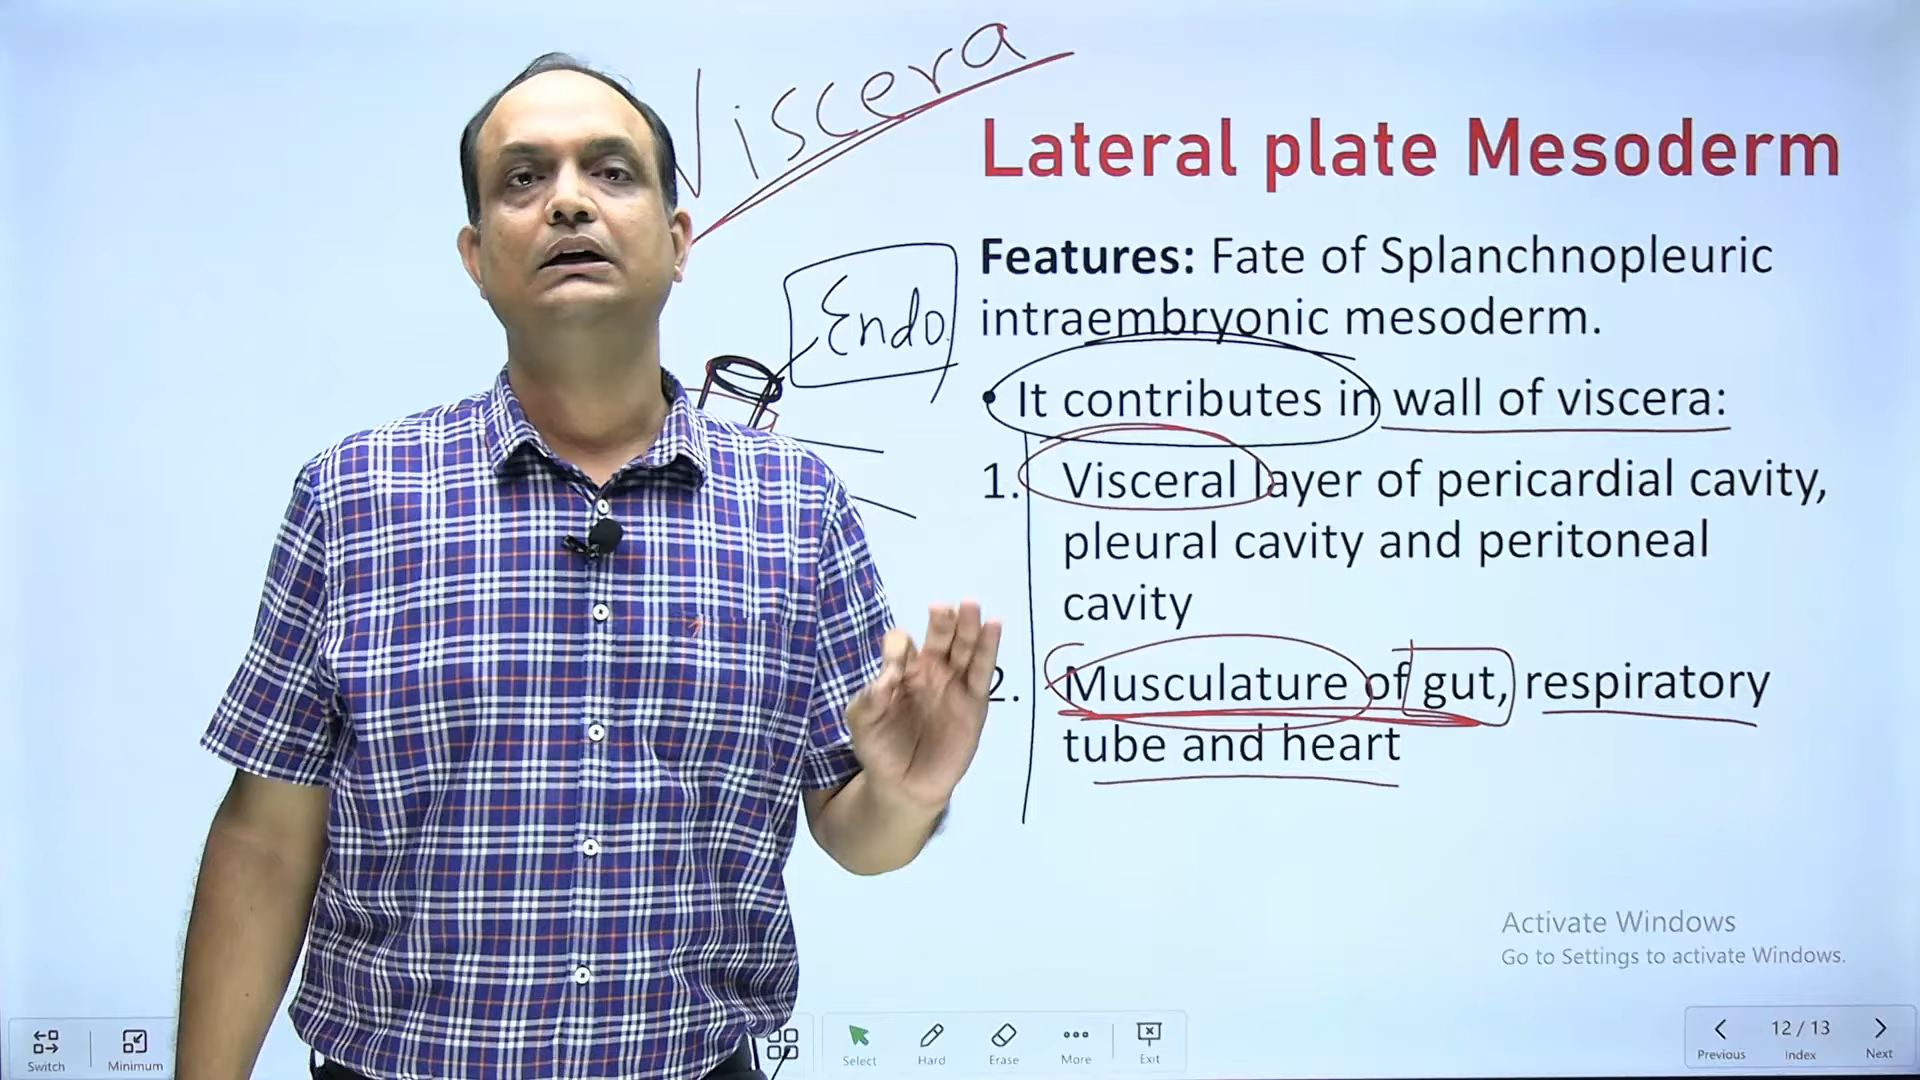 Viscera
Lateral plate Mesoderm
Endo
Features: Fate of Splanchnopleuric
intraembryonic mesoderm.
• It contributes in wall of viscera:
1. Visceral layer of pericardial cavity,
pleural cavity and peritoneal
cavity
2. Musculature of gut, respiratory
tube and heart
Activate Windows
Go to Settings to activate Windows.
Switch
Minimum
Select
Hard
Erase
More
Exit
Previous
12 / 13
Index
Next